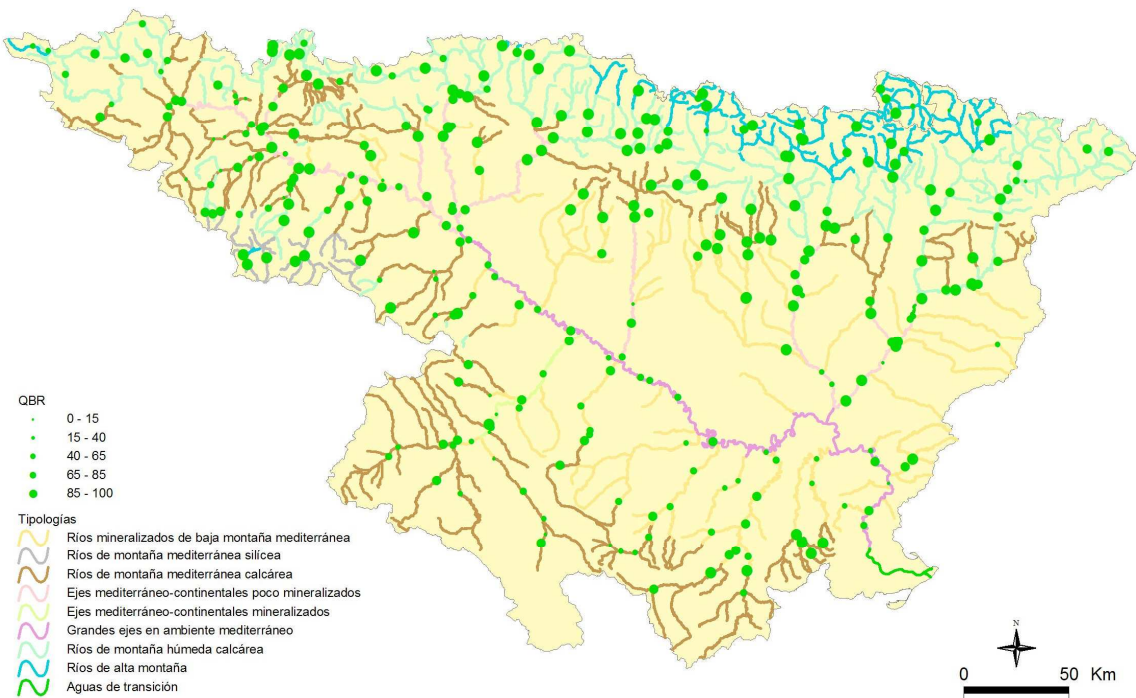 QBR
0 - 15
15 - 40
40 - 65
65 - 85
85 - 100
Tipologías
Ríos mineralizados de baja montaña mediterránea
Ríos de montaña mediterránea silícea
Ríos de montaña mediterránea calcárea
Ejes mediterráneo-continentales poco mineralizados
Ejes mediterráneo-continentales mineralizados
Grandes ejes en ambiente mediterráneo
Ríos de montaña húmeda calcárea
Ríos de alta montaña
Aguas de transición
N
0 50 Km